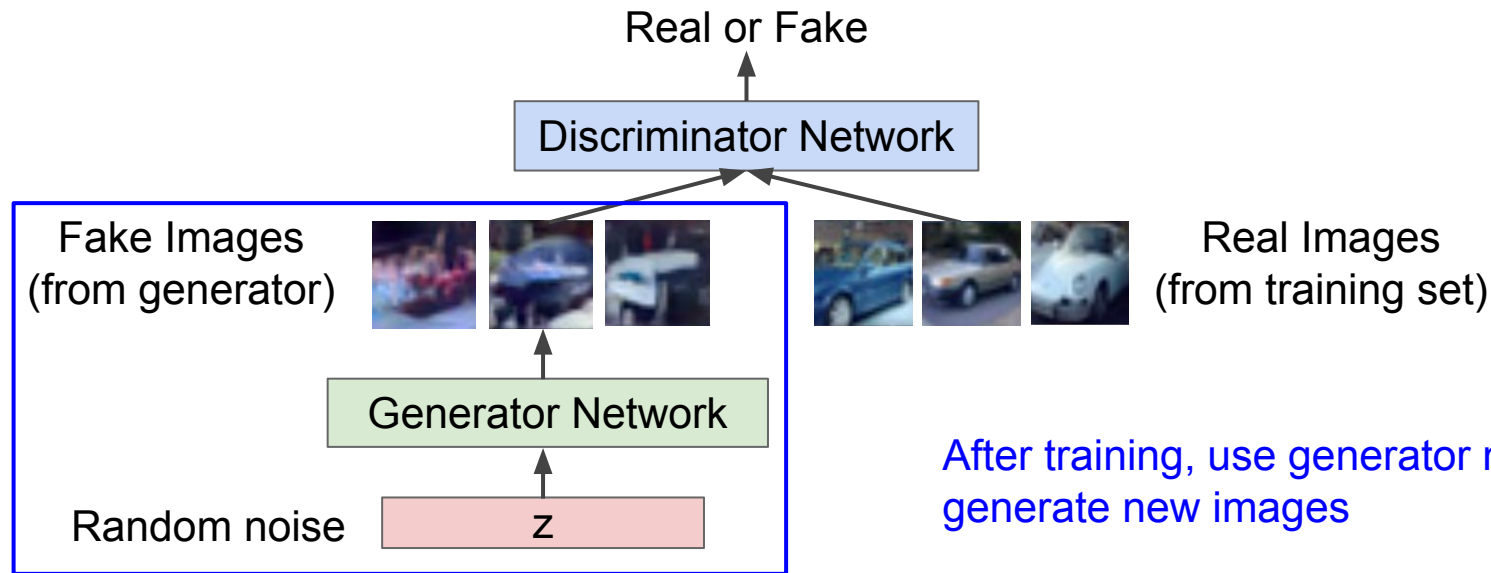 Real or Fake
Discriminator Network
Fake Images
(from generator)
Real Images
(from training set)
Generator Network
Random noise
z
After training, use generator
generate new images